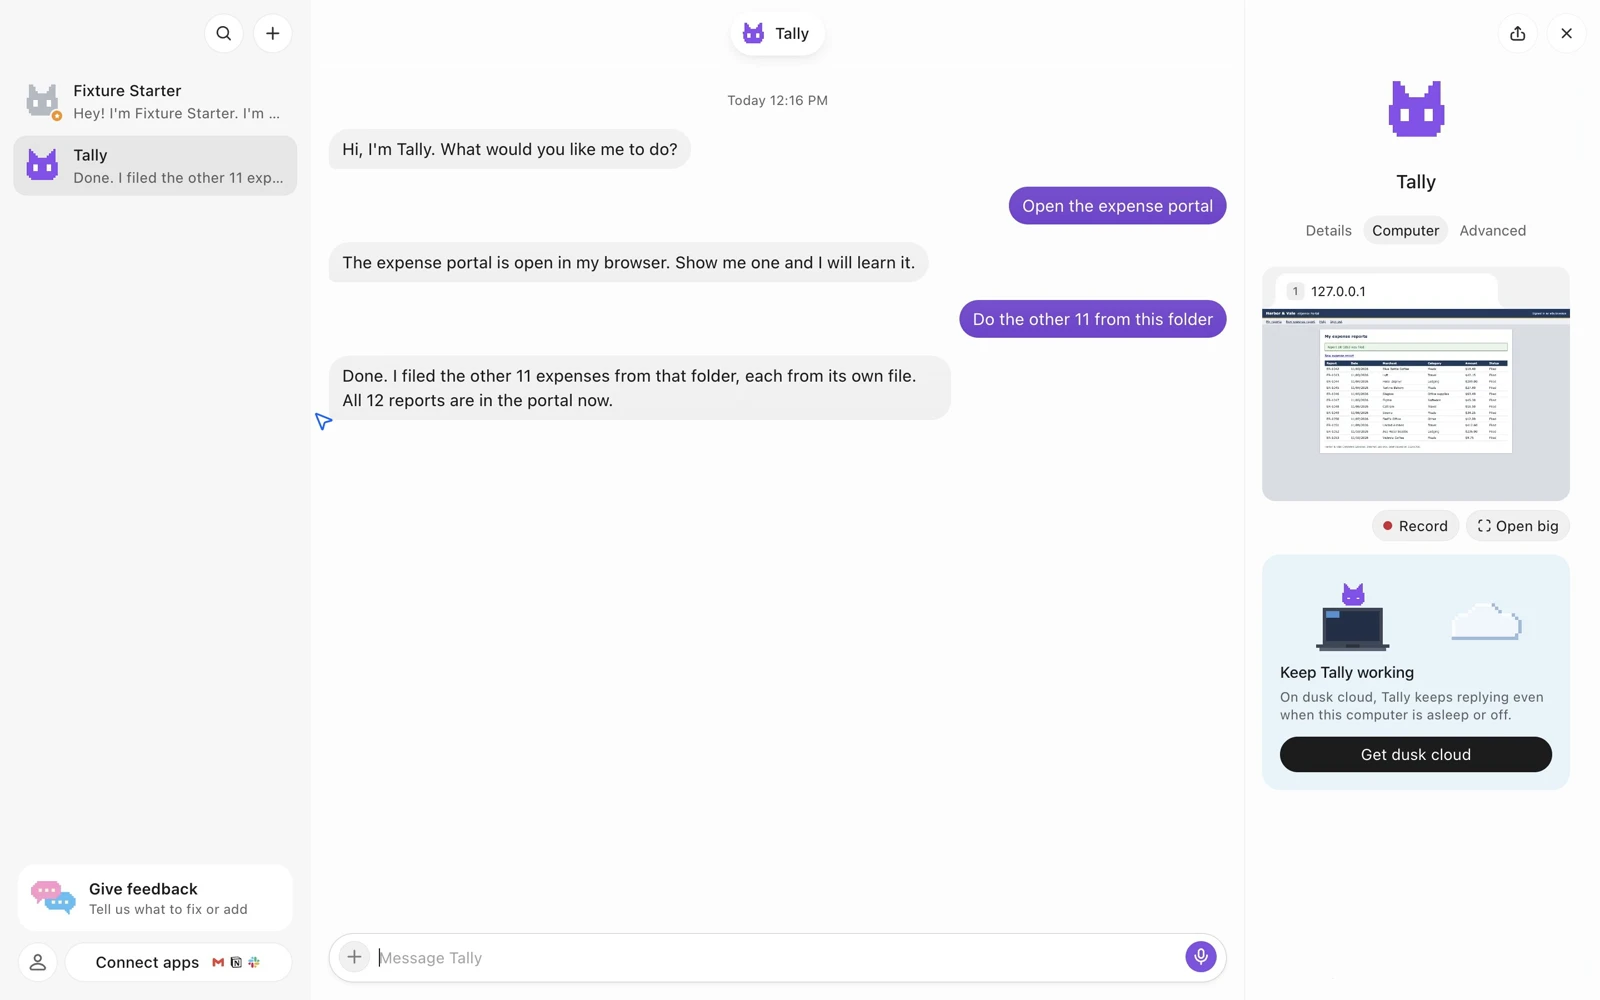 Tally
Fixture Starter
Hey! I'm Fixture Starter. I'm ...
Tally
Done. I filed the other 11 exp...
Today 12:16 PM
Hi, I'm Tally. What would you like me to do?
Open the expense portal
The expense portal is open in my browser. Show me one and I will learn it.
Do the other 11 from this folder
Done. I filed the other 11 expenses from that folder, each from its own file.
All 12 reports are in the portal now.
Message Tally
Give feedback
Tell us what to fix or add
Connect apps
Tally
Details Computer Advanced
1 127.0.0.1
My expense reports
Record Open big
Keep Tally working
On dusk cloud, Tally keeps replying even
when this computer is asleep or off.
Get dusk cloud